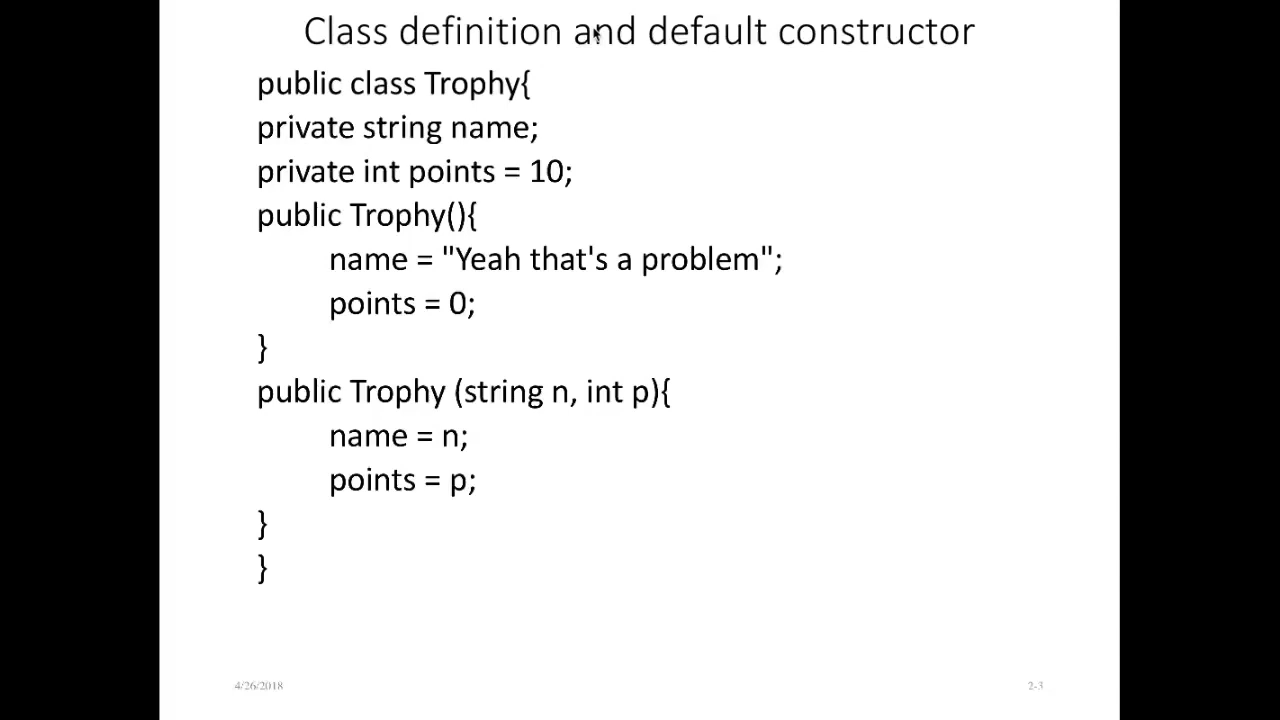 Class definition and default constructor
public class Trophy{
private string name;
private int points = 10;
public Trophy(){
name = "Yeah that's a problem";
points = 0;
}
public Trophy (string n, int p){
name = n;
points = p;
}
}
4/26/2018
2-3